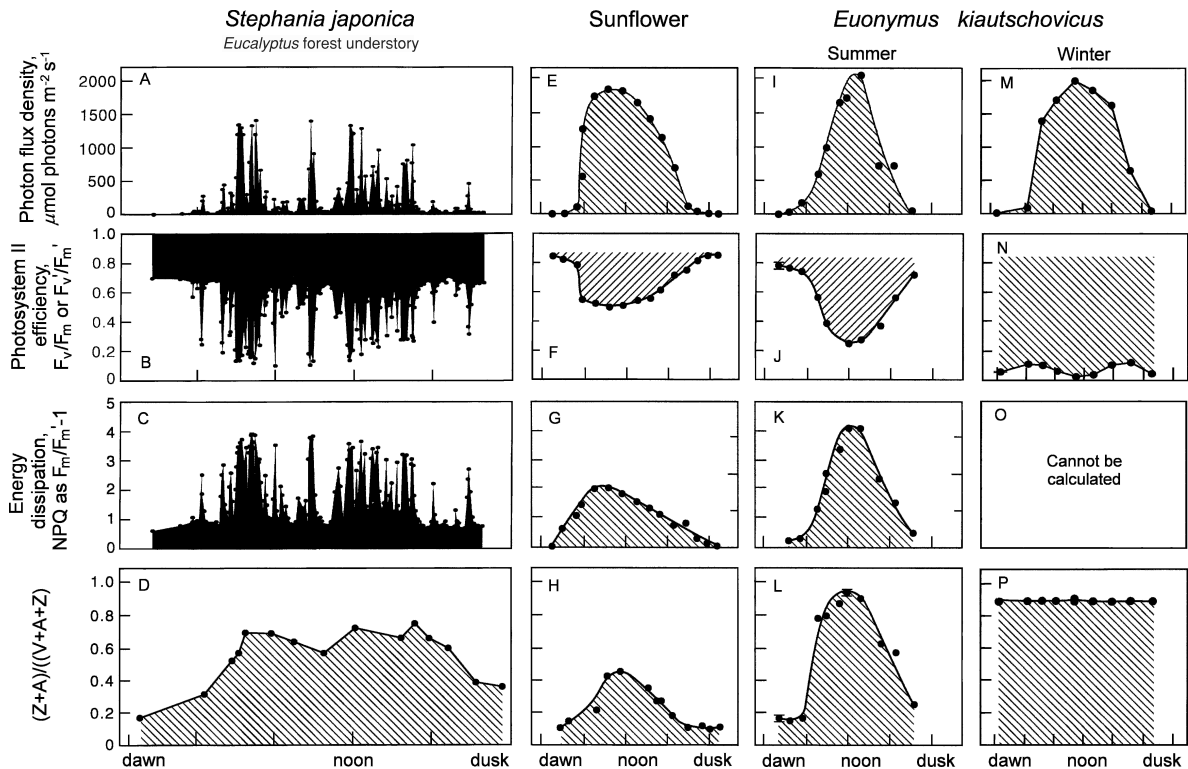 Stephania japonica
Eucalyptus forest understory
Sunflower
Euonymus kiautschovicus
Summer
Winter
Photon flux density,
μmol photons m⁻² s⁻¹
2000
1500
1000
500
0
A
E
I
M
Photosystem II
efficiency,
Fv/Fm or Fv/Fm'
1.0
0.8
0.6
0.4
0.2
0
B
F
J
N
Energy
dissipation,
NPQ as Fm/Fm'-1
5
4
3
2
1
0
C
G
K
O
Cannot be
calculated
(Z+A)/((V+A+Z)
1.0
0.8
0.6
0.4
0.2
0
D
H
L
P
dawn noon dusk
dawn noon dusk
dawn noon dusk
dawn noon dusk